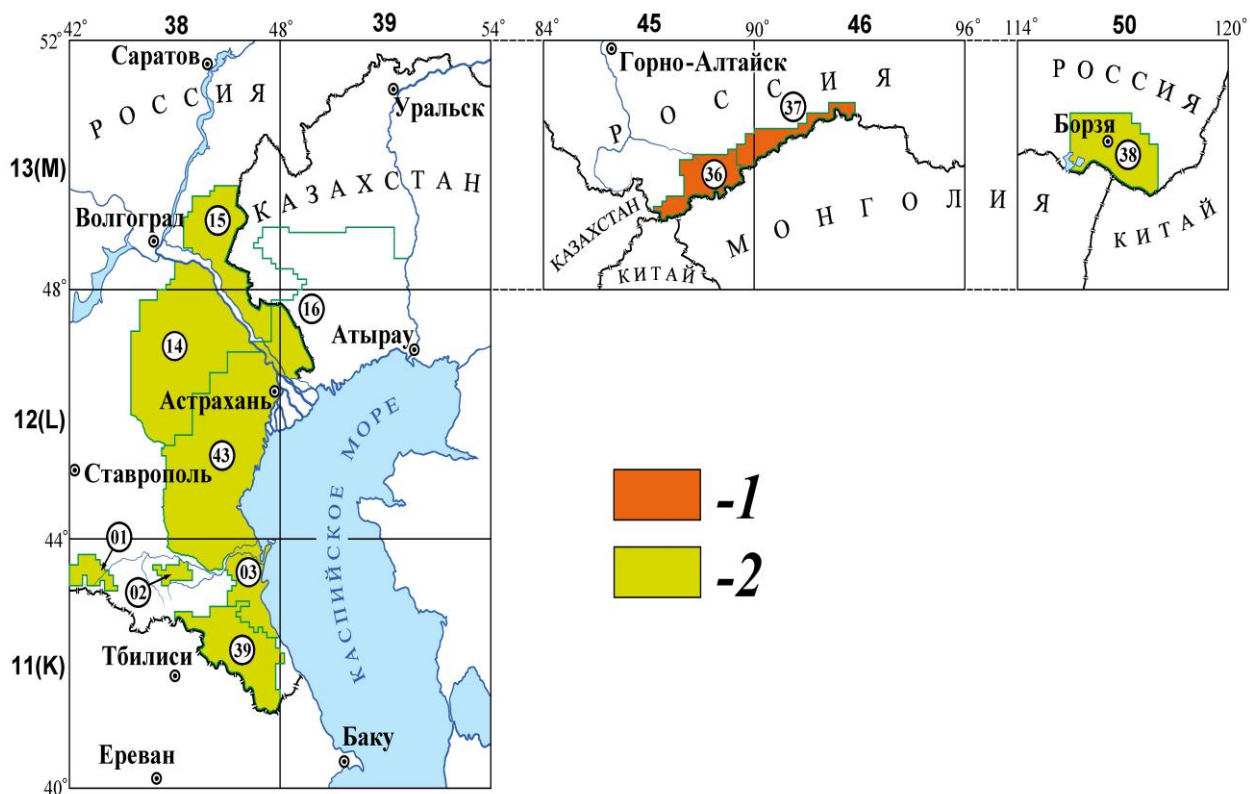 38 39 45 46 50
42° 48° 54° 84° 90° 96° 114° 120°
52°
Саратов
РОССИЯ
Уральск
13(М)
КАЗАХСТАН
15
Волгоград
48°
16
14
Атырау
Астрахань
12(L)
43
Ставрополь
КАСПИЙСКОЕ МОРЕ
44°
01
02
03
39
11(K)
Тбилиси
Баку
Ереван
40°
Горно-Алтайск
РОССИЯ
37
36
КАЗАХСТАН
КИТАЙ
МОНГОЛИЯ
РОССИЯ
Борзя
38
КИТАЙ
-1
-2